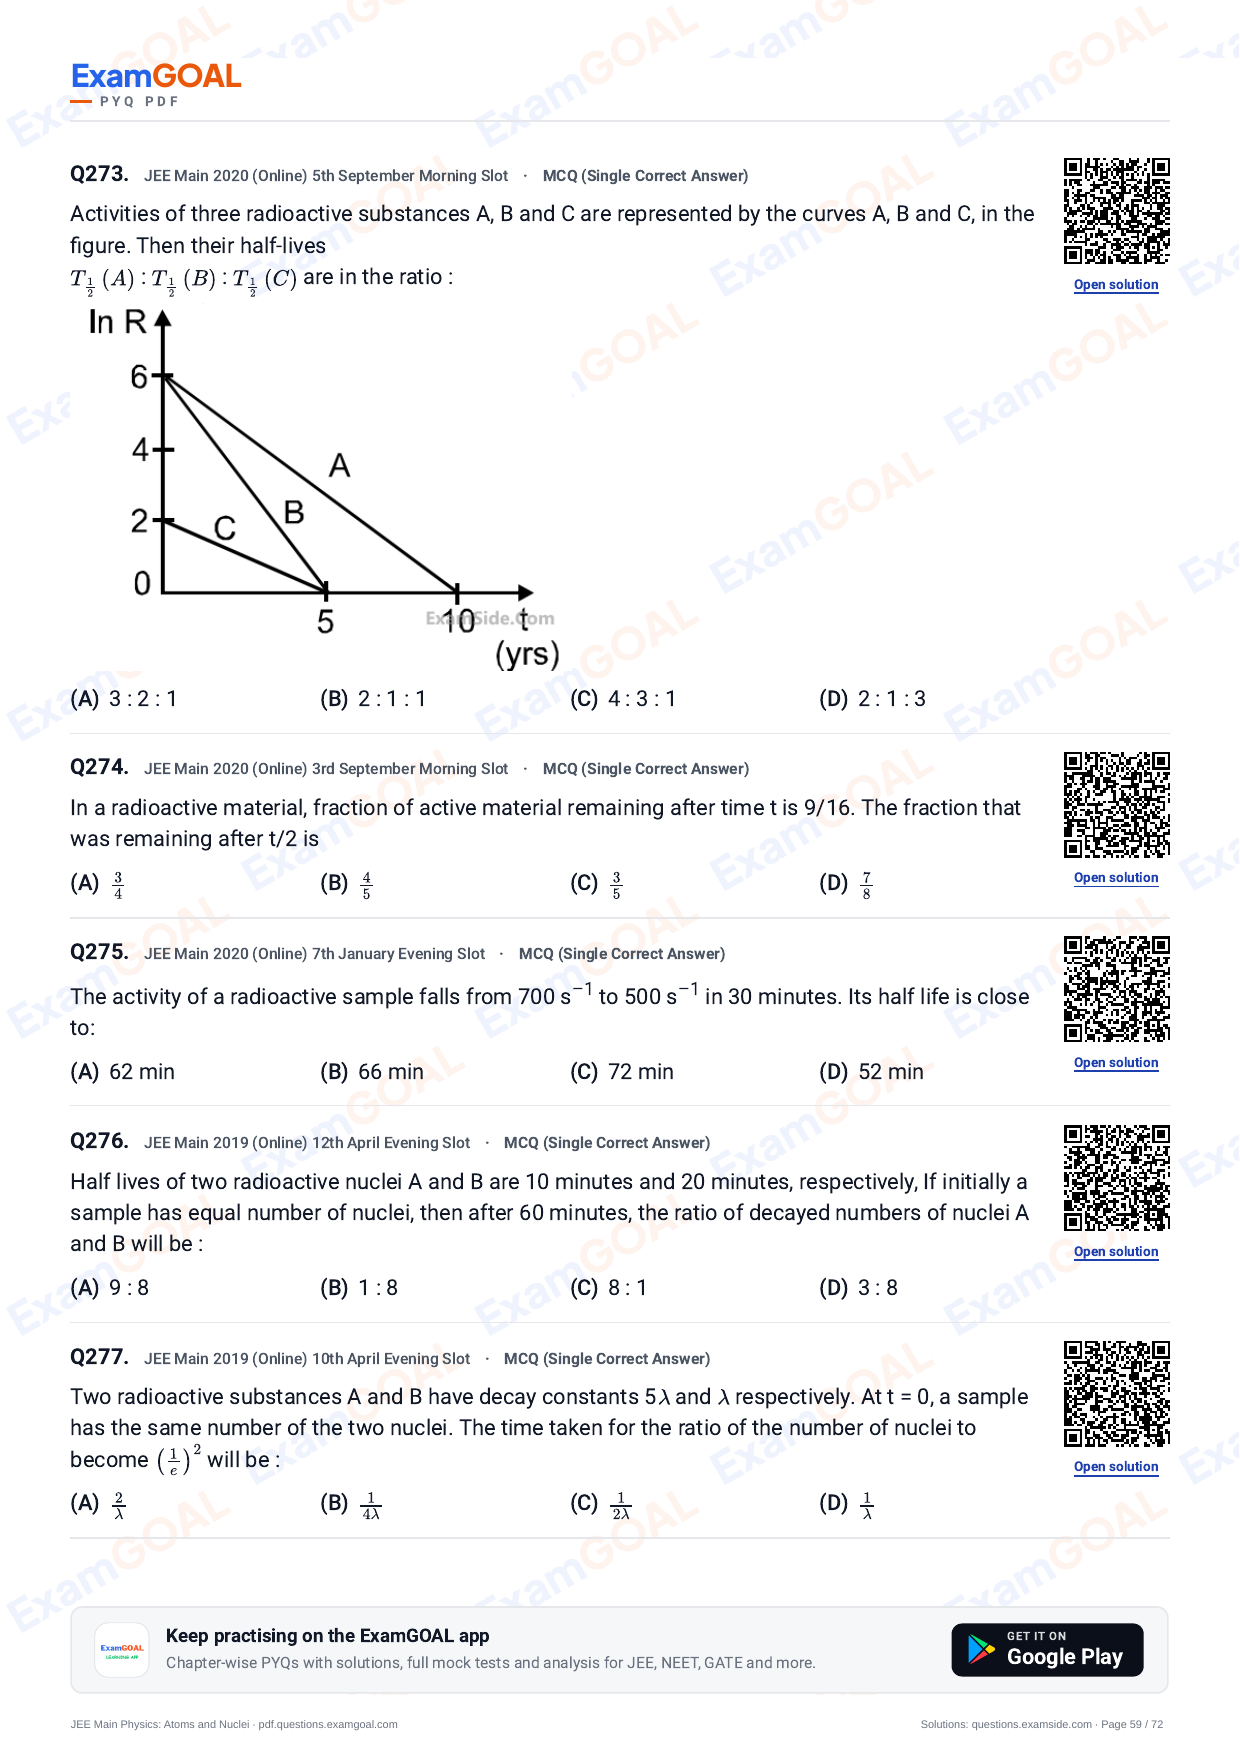 ExamGOAL
PYQ PDF
Q273. JEE Main 2020 (Online) 5th September Morning Slot · MCQ (Single Correct Answer)
Activities of three radioactive substances A, B and C are represented by the curves A, B and C, in the
figure. Then their half-lives
T_{1/2} (A) : T_{1/2} (B) : T_{1/2} (C) are in the ratio :
Open solution
ln R
6
4
2
0
A
B
C
5
10
t
(yrs)
ExamSide.Com
(A) 3 : 2 : 1 (B) 2 : 1 : 1 (C) 4 : 3 : 1 (D) 2 : 1 : 3
Q274. JEE Main 2020 (Online) 3rd September Morning Slot · MCQ (Single Correct Answer)
In a radioactive material, fraction of active material remaining after time t is 9/16. The fraction that
was remaining after t/2 is
(A) 3/4 (B) 4/5 (C) 3/5 (D) 7/8
Open solution
Q275. JEE Main 2020 (Online) 7th January Evening Slot · MCQ (Single Correct Answer)
The activity of a radioactive sample falls from 700 s⁻¹ to 500 s⁻¹ in 30 minutes. Its half life is close
to:
(A) 62 min (B) 66 min (C) 72 min (D) 52 min
Open solution
Q276. JEE Main 2019 (Online) 12th April Evening Slot · MCQ (Single Correct Answer)
Half lives of two radioactive nuclei A and B are 10 minutes and 20 minutes, respectively, If initially a
sample has equal number of nuclei, then after 60 minutes, the ratio of decayed numbers of nuclei A
and B will be :
(A) 9 : 8 (B) 1 : 8 (C) 8 : 1 (D) 3 : 8
Open solution
Q277. JEE Main 2019 (Online) 10th April Evening Slot · MCQ (Single Correct Answer)
Two radioactive substances A and B have decay constants 5λ and λ respectively. At t = 0, a sample
has the same number of the two nuclei. The time taken for the ratio of the number of nuclei to
become (1/e)² will be :
(A) 2/λ (B) 1/4λ (C) 1/2λ (D) 1/λ
Open solution
ExamGOAL
LEARNING APP
Keep practising on the ExamGOAL app
Chapter-wise PYQs with solutions, full mock tests and analysis for JEE, NEET, GATE and more.
GET IT ON
Google Play
JEE Main Physics: Atoms and Nuclei · pdf.questions.examgoal.com
Solutions: questions.examside.com · Page 59 / 72